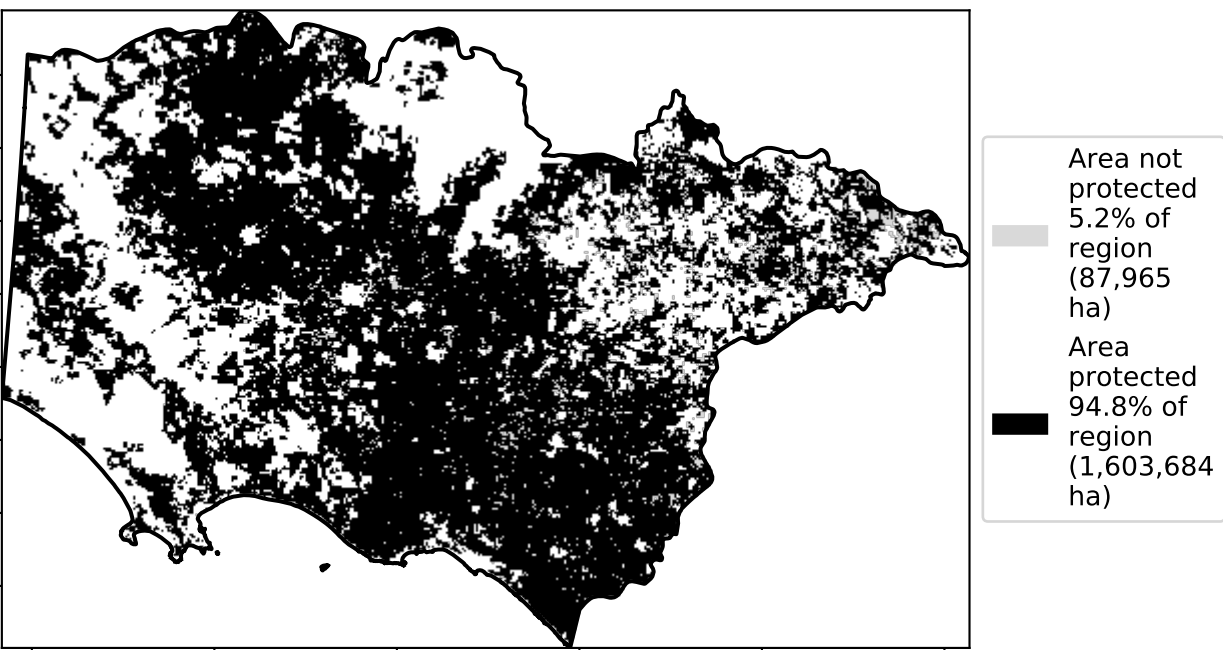 Area not
protected
5.2% of
region
(87,965
ha)
Area
protected
94.8% of
region
(1,603,684
ha)